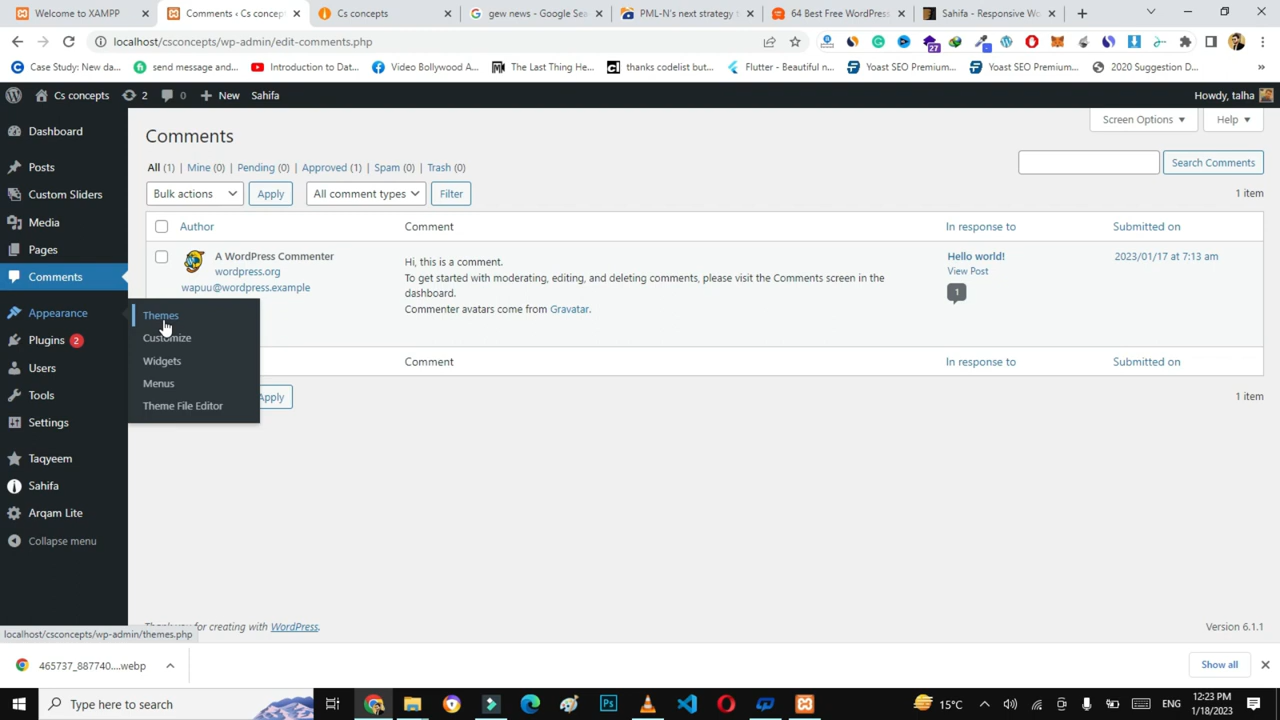 Welcome to XAMPP
Comments ‹ Cs concep
Cs concepts
gew news - Google Sea
PML-N's next strategy t
64 Best Free WordPress
Sahifa - Responsive Wo
localhost/csconcepts/wp-admin/edit-comments.php
27
Case Study: New da...
send message and...
Introduction to Dat...
Video Bollywood A...
The Last Thing He...
thanks codelist but...
Flutter - Beautiful n...
Yoast SEO Premium...
Yoast SEO Premium...
2020 Suggestion D...
»
Cs concepts
2
0
New
Sahifa
Howdy, talha
Dashboard
Posts
Custom Sliders
Media
Pages
Comments
Appearance
Plugins 2
Users
Tools
Settings
Taqyeem
Sahifa
Arqam Lite
Collapse menu
Themes
Customize
Widgets
Menus
Theme File Editor
Screen Options
Help
Comments
All (1) | Mine (0) | Pending (0) | Approved (1) | Spam (0) | Trash (0)
Search Comments
Bulk actions
Apply
All comment types
Filter
1 item
Author
Comment
In response to
Submitted on
A WordPress Commenter
wordpress.org
wapuu@wordpress.example
Hi, this is a comment.
To get started with moderating, editing, and deleting comments, please visit the Comments screen in the
dashboard.
Commenter avatars come from Gravatar.
Hello world!
View Post
1
2023/01/17 at 7:13 am
Comment
In response to
Submitted on
Apply
1 item
Thank you for creating with WordPress.
Version 6.1.1
localhost/csconcepts/wp-admin/themes.php
465737_887740....webp
Show all
Type here to search
Ps
15°C
ENG
12:23 PM
1/18/2023